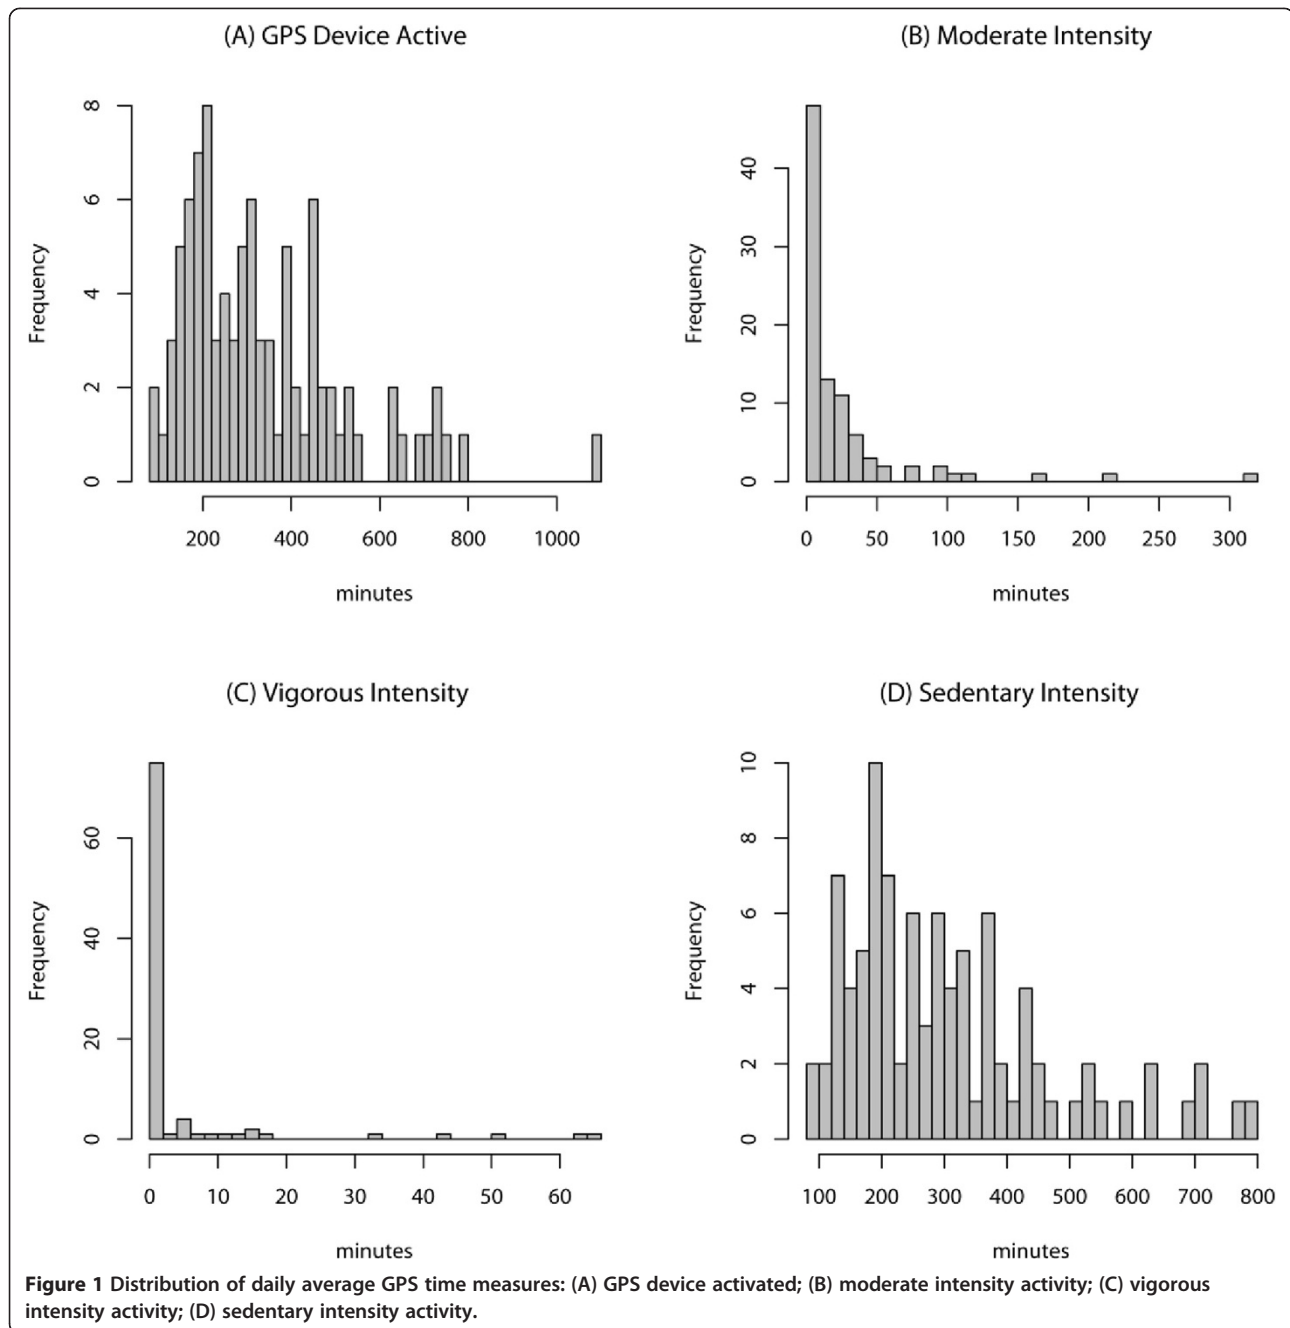 (A) GPS Device Active
8
6
4
2
0
Frequency
200 400 600 800 1000
minutes
(B) Moderate Intensity
40
30
20
10
0
Frequency
0 50 100 150 200 250 300
minutes
(C) Vigorous Intensity
60
40
20
0
Frequency
0 10 20 30 40 50 60
minutes
(D) Sedentary Intensity
10
8
6
4
2
0
Frequency
100 200 300 400 500 600 700 800
minutes
Figure 1 Distribution of daily average GPS time measures: (A) GPS device activated; (B) moderate intensity activity; (C) vigorous
intensity activity; (D) sedentary intensity activity.